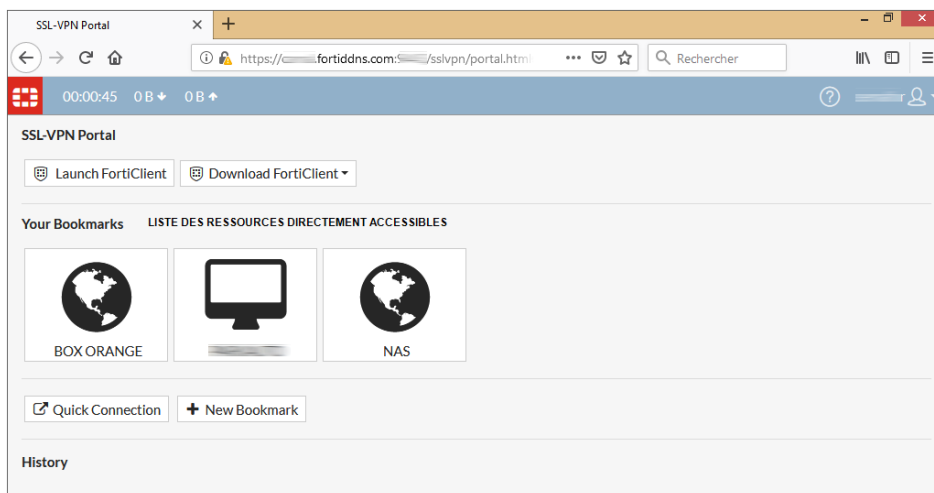 SSL-VPN Portal
https:// .fortiddns.com: /sslvpn/portal.html
Rechercher
00:00:45 0 B 0 B
SSL-VPN Portal
Launch FortiClient Download FortiClient
Your Bookmarks LISTE DES RESSOURCES DIRECTEMENT ACCESSIBLES
BOX ORANGE NAS
Quick Connection + New Bookmark
History